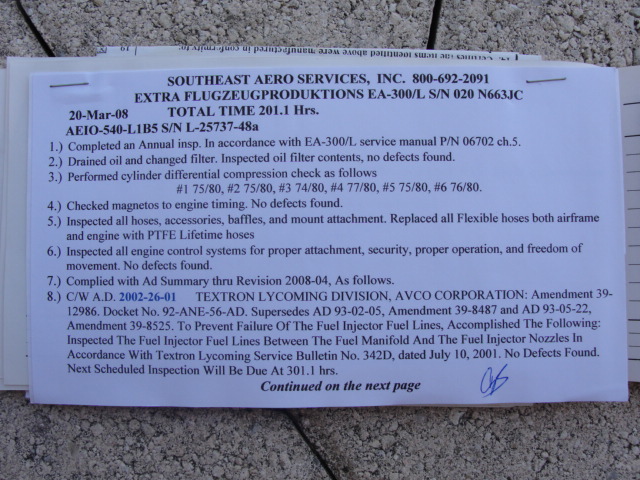 19
items identified above were manufactured in conformity
SOUTHEAST AERO SERVICES, INC. 800-692-2091
EXTRA FLUGZEUGPRODUKTIONS EA-300/L S/N 020 N663JC
20-Mar-08 TOTAL TIME 201.1 Hrs.
AEIO-540-L1B5 S/N L-25737-48a
1.) Completed an Annual insp. In accordance with EA-300/L service manual P/N 06702 ch.5.
2.) Drained oil and changed filter. Inspected oil filter contents, no defects found.
3.) Performed cylinder differential compression check as follows
#1 75/80, #2 75/80, #3 74/80, #4 77/80, #5 75/80, #6 76/80.
4.) Checked magnetos to engine timing. No defects found.
5.) Inspected all hoses, accessories, baffles, and mount attachment. Replaced all Flexible hoses both airframe
and engine with PTFE Lifetime hoses
6.) Inspected all engine control systems for proper attachment, security, proper operation, and freedom of
movement. No defects found.
7.) Complied with Ad Summary thru Revision 2008-04, As follows.
8.) C/W A.D. 2002-26-01 TEXTRON LYCOMING DIVISION, AVCO CORPORATION: Amendment 39-
12986. Docket No. 92-ANE-56-AD. Supersedes AD 93-02-05, Amendment 39-8487 and AD 93-05-22,
Amendment 39-8525. To Prevent Failure Of The Fuel Injector Fuel Lines, Accomplished The Following:
Inspected The Fuel Injector Fuel Lines Between The Fuel Manifold And The Fuel Injector Nozzles In
Accordance With Textron Lycoming Service Bulletin No. 342D, dated July 10, 2001. No Defects Found.
Next Scheduled Inspection Will Be Due At 301.1 hrs.
Continued on the next page